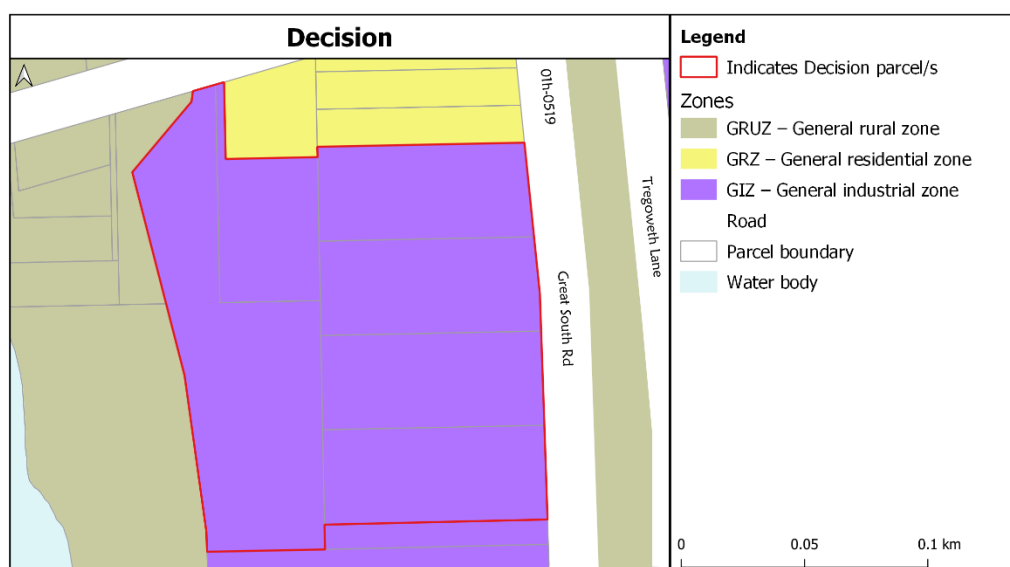 Decision
01h-0519
Great South Rd
Tregoweth Lane
Legend
Indicates Decision parcel/s
Zones
GRUZ – General rural zone
GRZ – General residential zone
GIZ – General industrial zone
Road
Parcel boundary
Water body
0 0.05 0.1 km